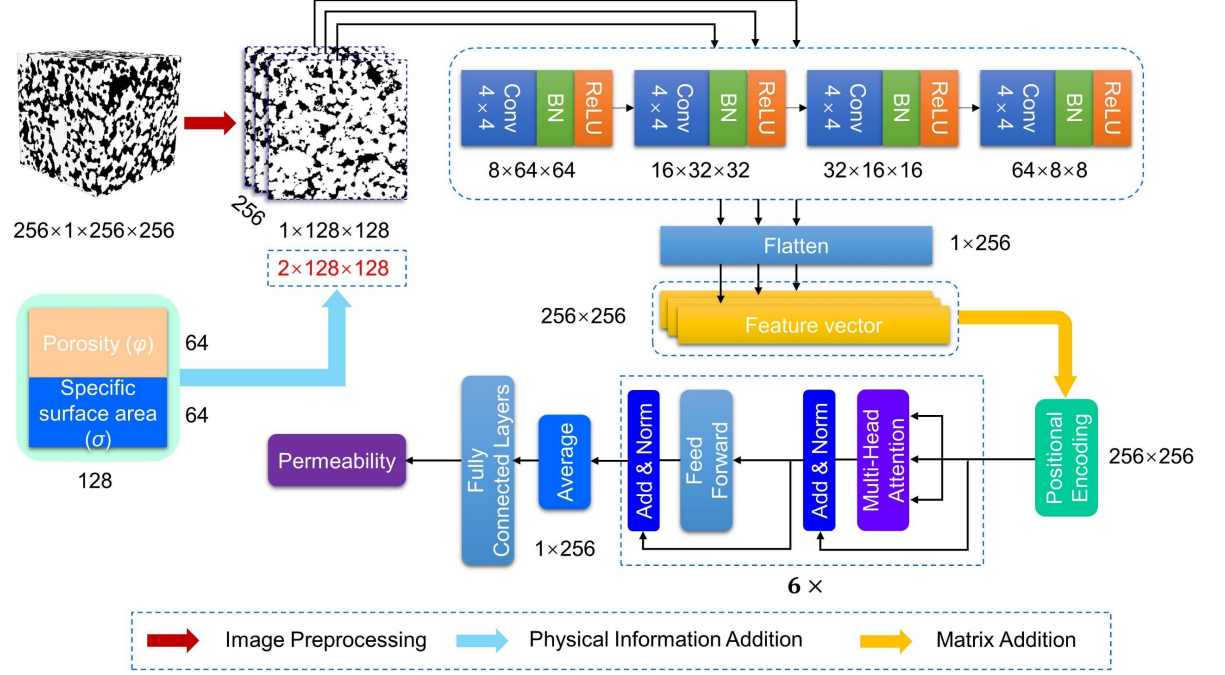 256×1×256×256
256
1×128×128
2×128×128
Porosity (φ)
Specific
surface area
(σ)
64
64
128
Conv
4×4
BN
ReLU
8×64×64
Conv
4×4
BN
ReLU
16×32×32
Conv
4×4
BN
ReLU
32×16×16
Conv
4×4
BN
ReLU
64×8×8
Flatten
1×256
256×256
Feature vector
Positional
Encoding
256×256
Multi-Head
Attention
Add & Norm
Feed
Forward
Add & Norm
6 ×
Average
1×256
Fully
Connected Layers
Permeability
Image Preprocessing
Physical Information Addition
Matrix Addition